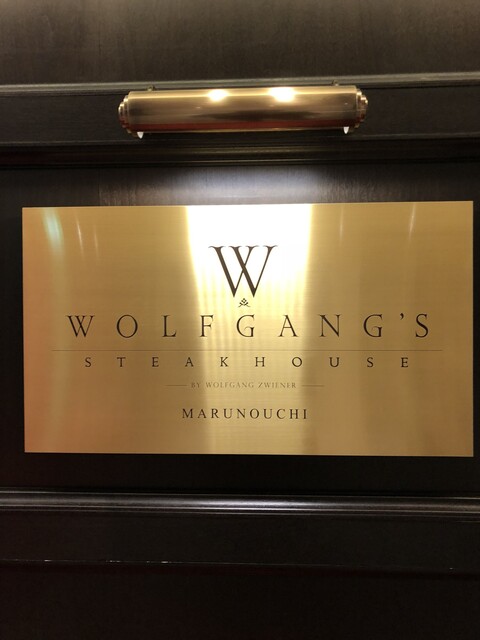 W
WOLFGANG'S
STEAKHOUSE
BY WOLFGANG ZWIENER
MARUNOUCHI